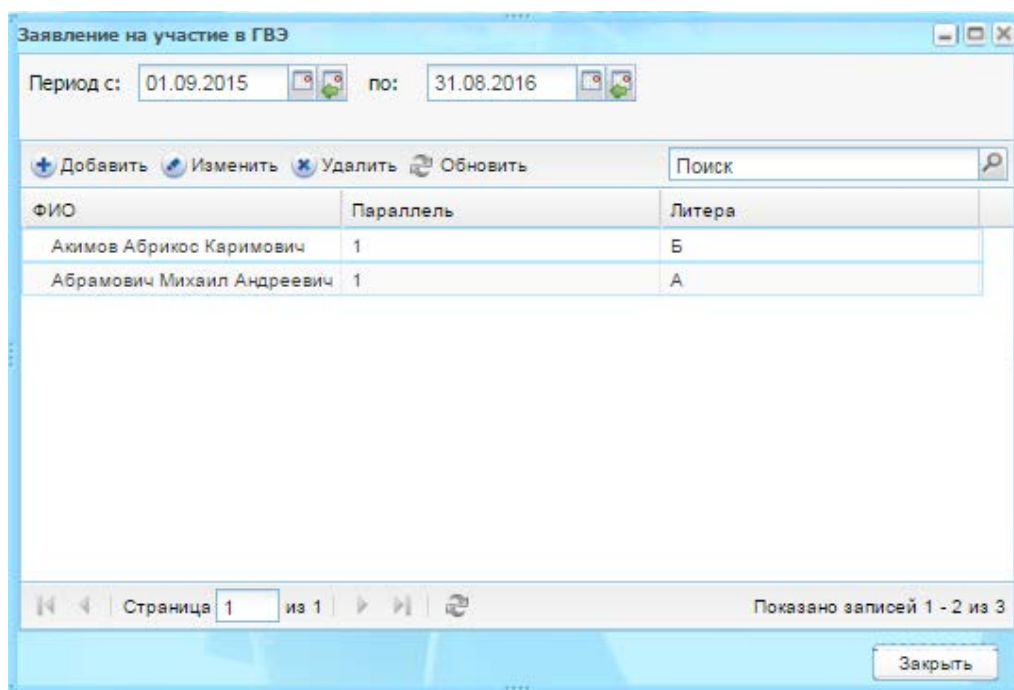 Заявление на участие в ГВЭ
Период с: 01.09.2015 по: 31.08.2016
Добавить Изменить Удалить Обновить Поиск
ФИО Параллель Литера
Акимов Абрикос Каримович 1 Б
Абрамович Михаил Андреевич 1 А
Страница 1 из 1 Показано записей 1 - 2 из 3
Закрыть